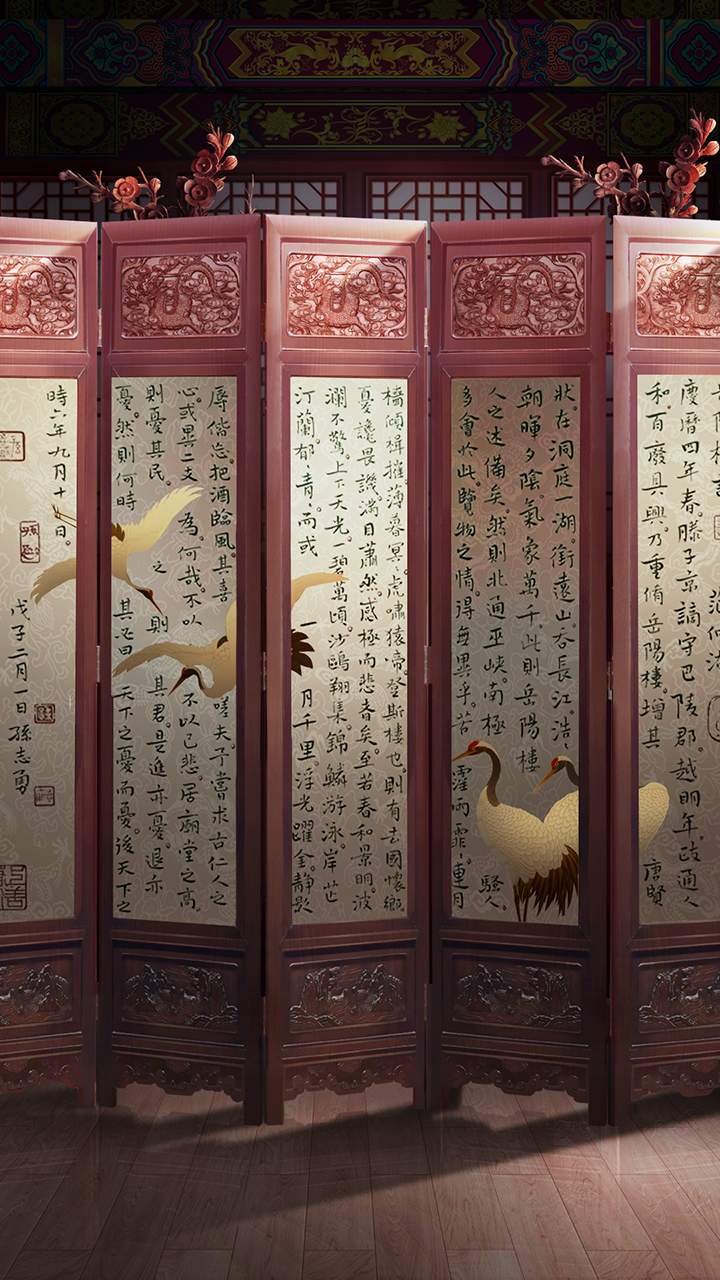 慶曆四年春。滕子京謫守巴陵郡。越明年政通人
和百廢具興。乃重脩岳陽樓。增其 唐賢
狀在洞庭一湖。銜遠山。吞長江。浩〻
朝暉夕陰。氣象萬千。此則岳陽樓
人之述備矣。然則北通巫峽。南極 騷人。
多會於此。覽物之情得無異乎。若 霪雨霏〻連月
檣傾楫摧。薄暮冥〻。虎嘯猿啼。登斯樓也。則有去國懷鄉。
憂讒畏譏。滿目蕭然。感極而悲者矣。至若春和景明。波
瀾不驚。上下天光。一碧萬頃。沙鷗翔集。錦鱗游泳。岸芷
汀蘭。郁〻青〻。而或 一 月千里。浮光躍金。靜影
辱偕忘。把酒臨風。其喜 嗟夫。予嘗求古仁人之
心。或異二 為。何哉。不以 不以己悲。居廟堂之高
則憂其民。 之 則 其君。是進亦憂。退亦
憂。然則何時 其必曰 天下之憂而憂。後天下之
時六年九月十 日。
戊子二月一日孫志勇